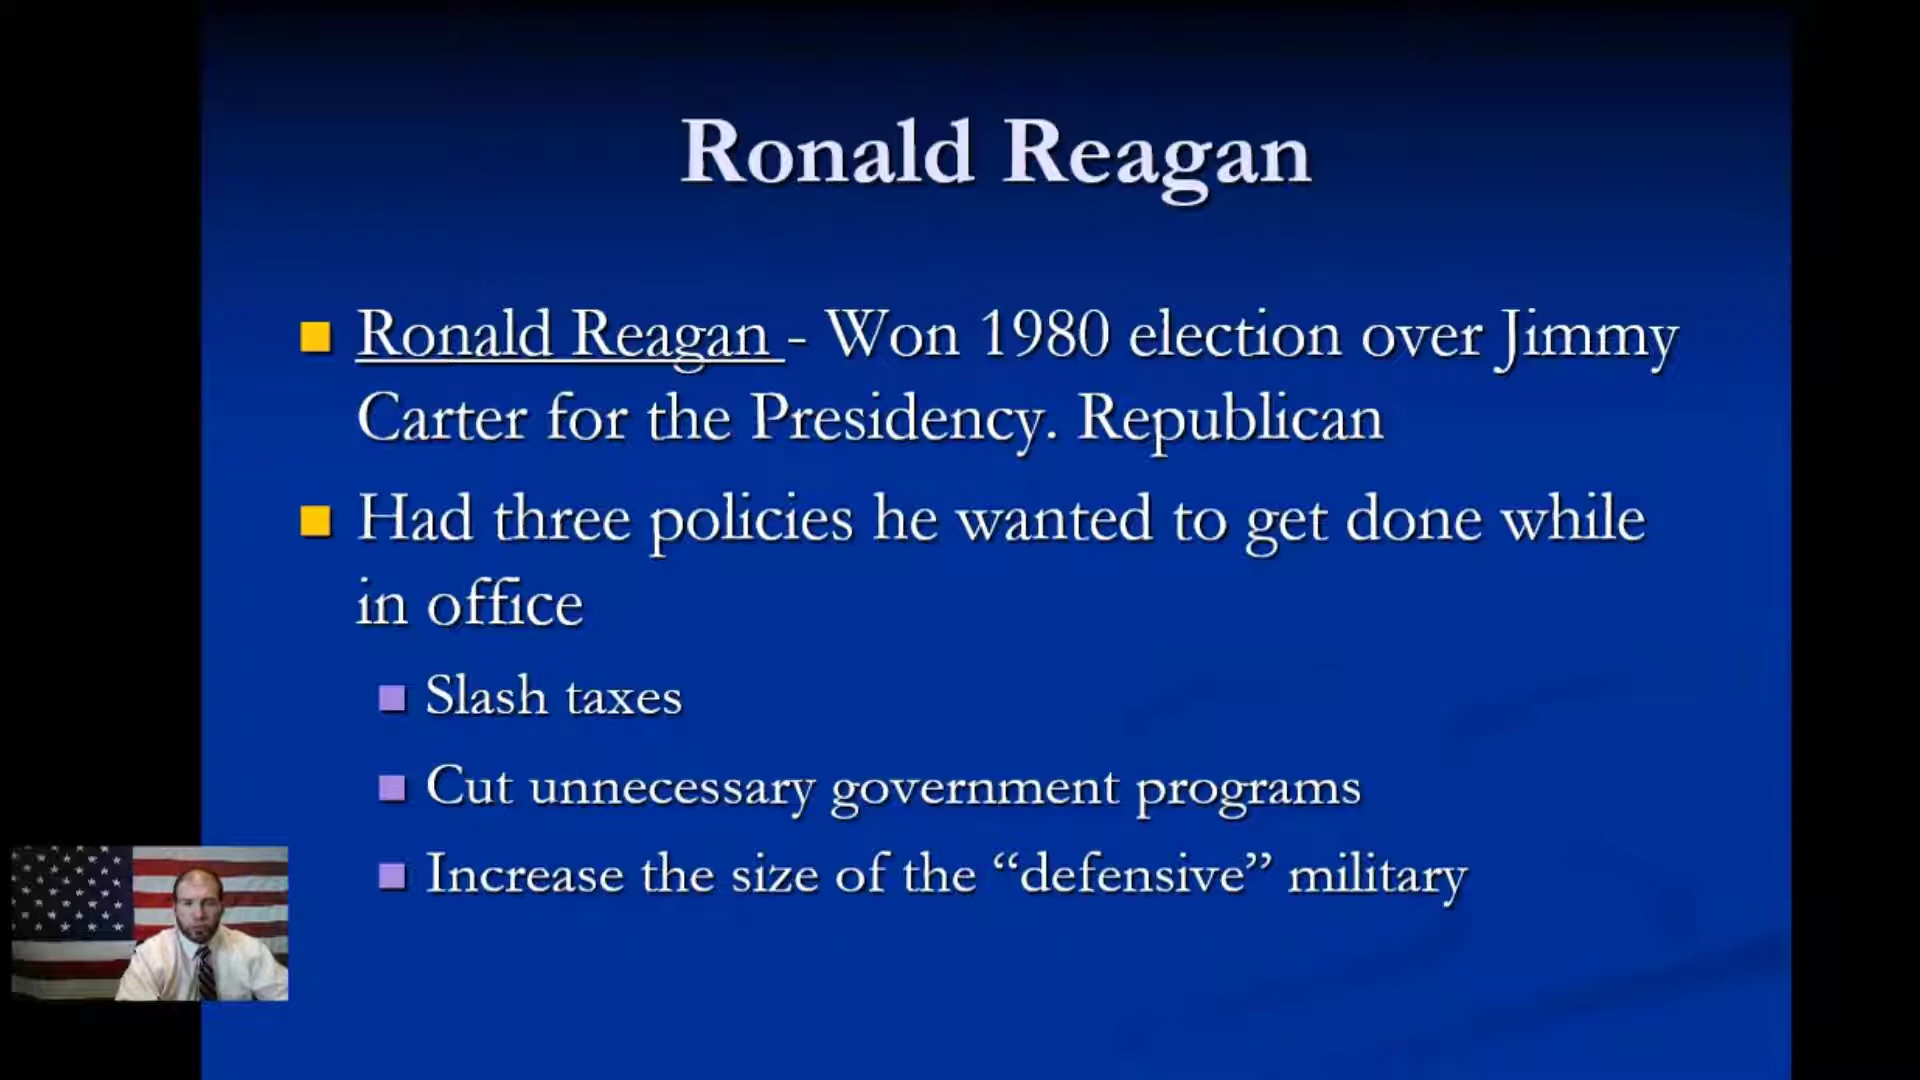 Ronald Reagan
Ronald Reagan - Won 1980 election over Jimmy
Carter for the Presidency. Republican
Had three policies he wanted to get done while
in office
Slash taxes
Cut unnecessary government programs
Increase the size of the “defensive” military